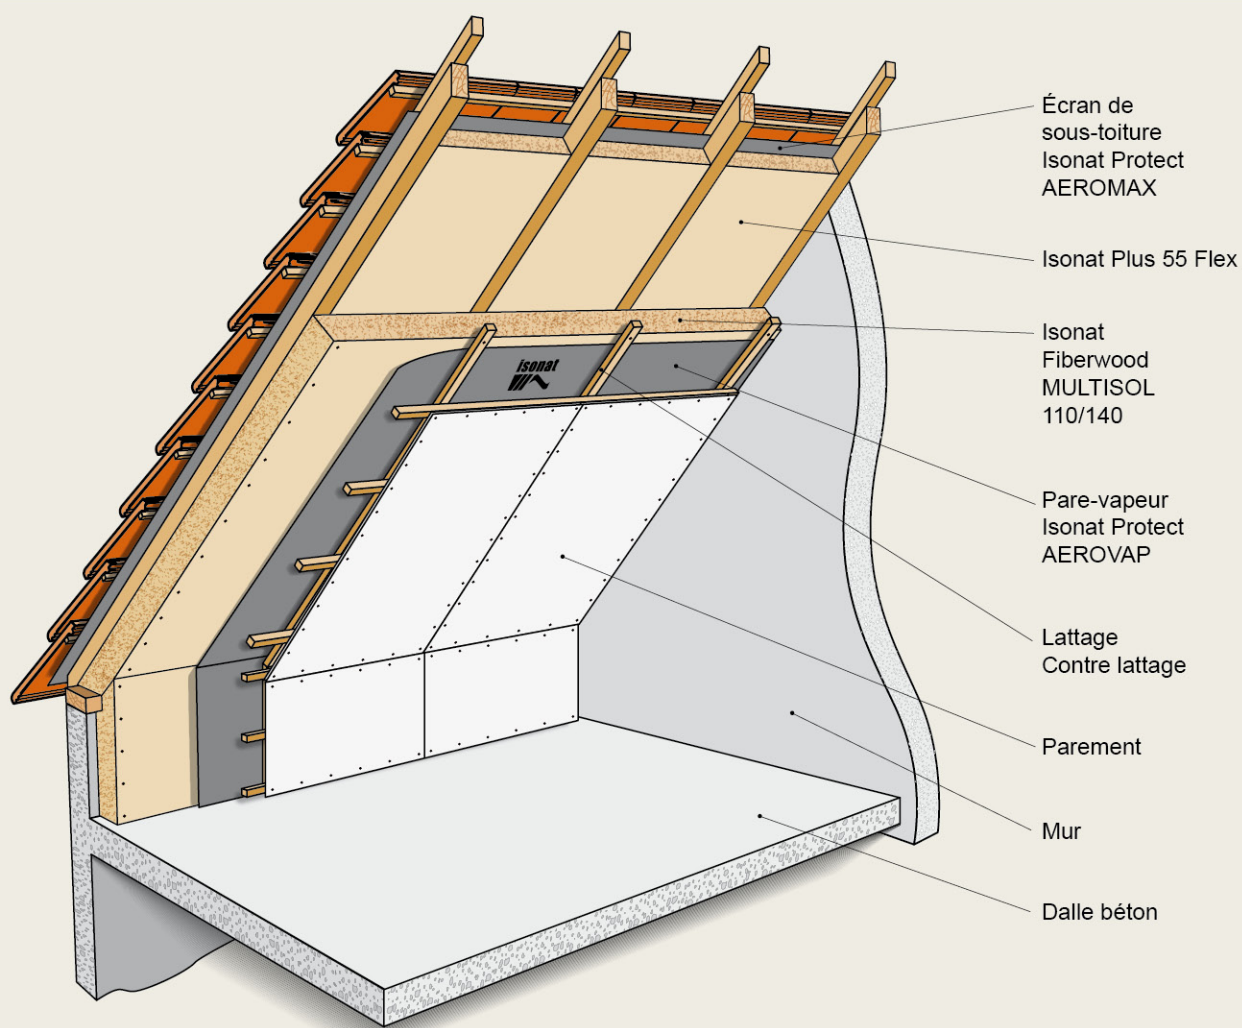 Écran de
sous-toiture
Isonat Protect
AEROMAX
Isonat Plus 55 Flex
Isonat
Fiberwood
MULTISOL
110/140
isonat
Pare-vapeur
Isonat Protect
AEROVAP
Lattage
Contre lattage
Parement
Mur
Dalle béton